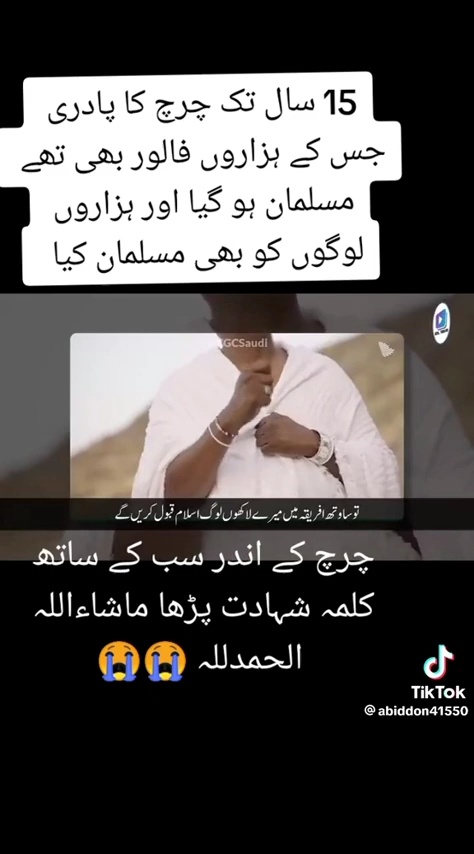 15 سال تک چرچ کا پادری
جس کے ہزاروں فالور بھی تھے
مسلمان ہو گیا اور ہزاروں
لوگوں کو بھی مسلمان کیا
CGCSaudi
تو ساوتھ افریقہ میں میرے لاکھوں لوگ اسلام قبول کریں گے
چرچ کے اندر سب کے ساتھ
کلمہ شہادت پڑھا ماشاءاللہ
الحمدللہ 😭😭
TikTok
@abiddon41550